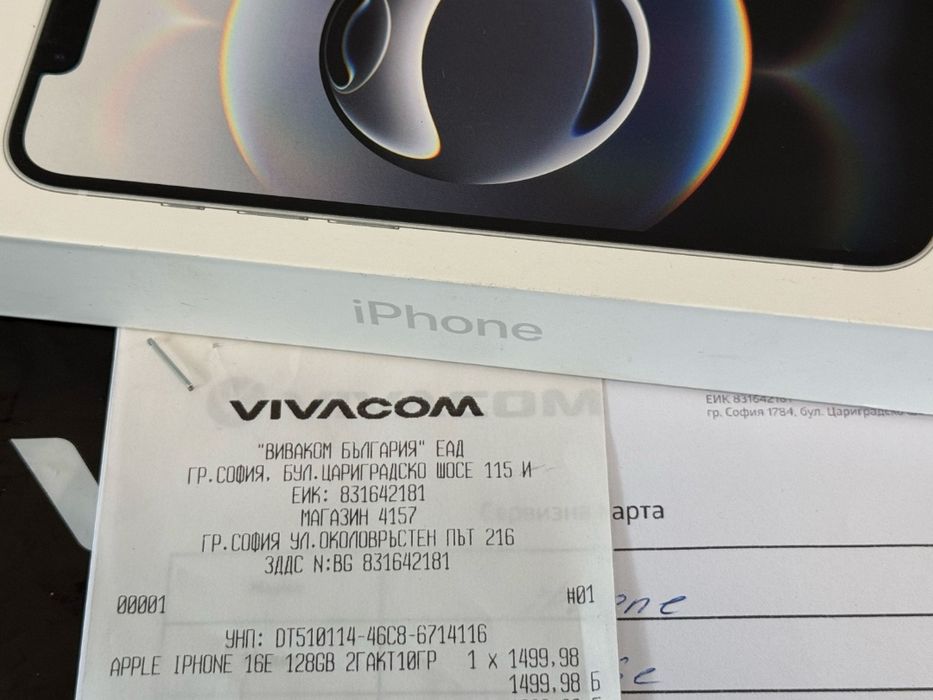 iPhone
VIVACOM
"ВИВАКОМ БЪЛГАРИЯ" ЕАД
ГР.СОФИЯ, БУЛ.ЦАРИГРАДСКО ШОСЕ 115 И
ЕИК: 831642181
МАГАЗИН 4157
ГР.СОФИЯ УЛ.ОКОЛОВРЪСТЕН ПЪТ 216
ЗДДС N:BG 831642181
00001 #01
УНП: DT510114-46C8-6714116
APPLE IPHONE 16E 128GB 2ГАКТ10ГР 1 x 1499,98
1499,98 Б
ЕИК 831642181
гр. София 1784, бул. Цариградско
Сервизна карта